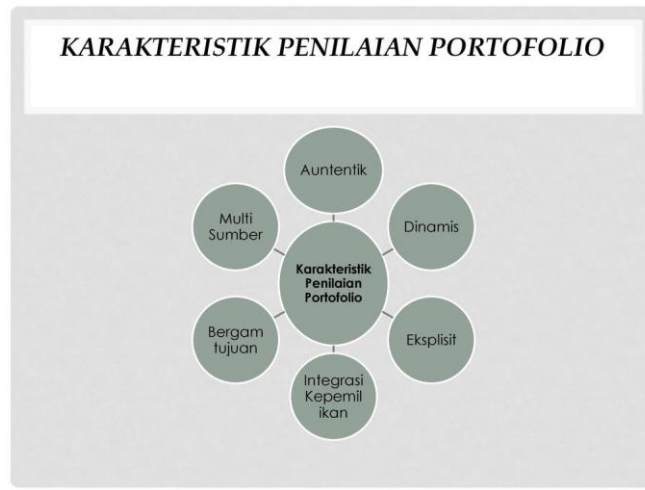 KARAKTERISTIK PENILAIAN PORTOFOLIO
Auntentik
Multi
Sumber
Dinamis
Karakteristik
Penilaian
Portofolio
Bergam
tujuan
Eksplisit
Integrasi
Kepemil
ikan